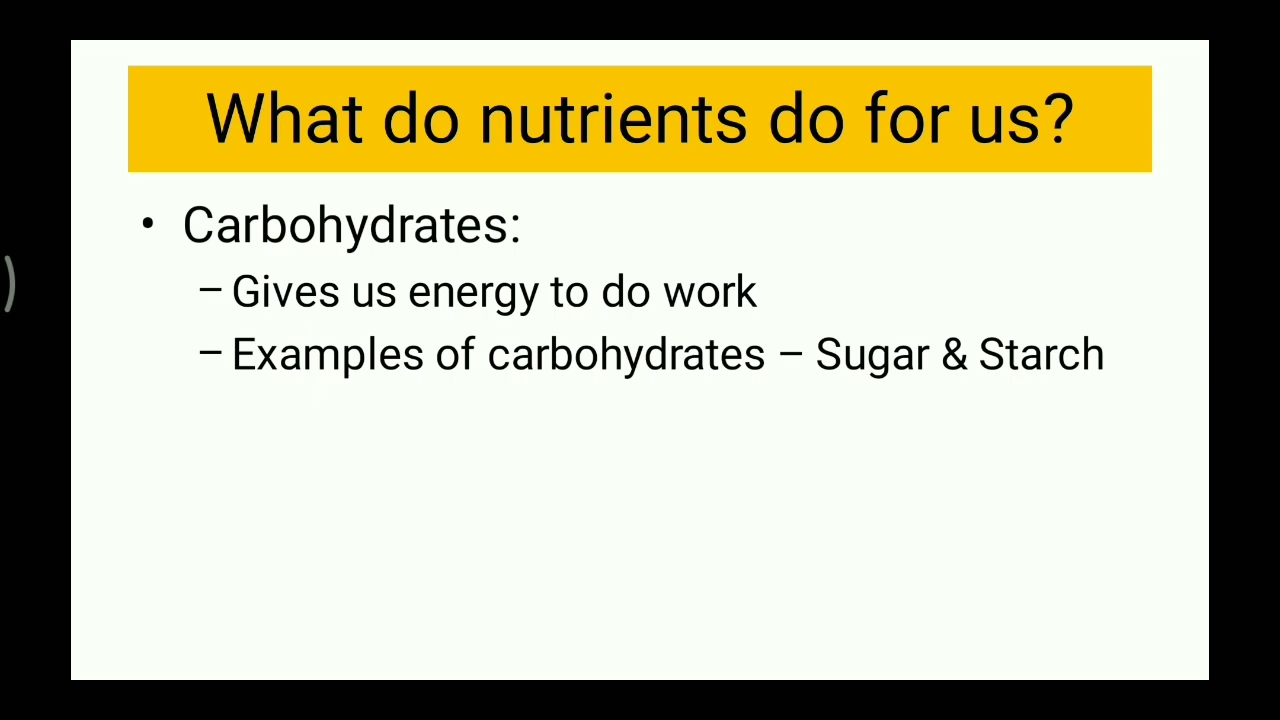 What do nutrients do for us?
• Carbohydrates:
– Gives us energy to do work
– Examples of carbohydrates – Sugar & Starch